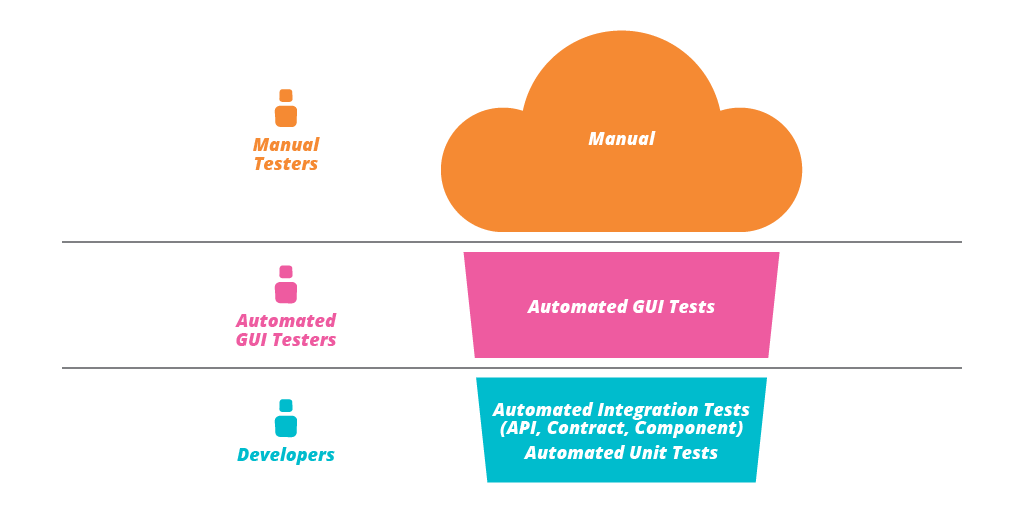 Manual
Testers
Manual
Automated
GUI Testers
Automated GUI Tests
Developers
Automated Integration Tests
(API, Contract, Component)
Automated Unit Tests